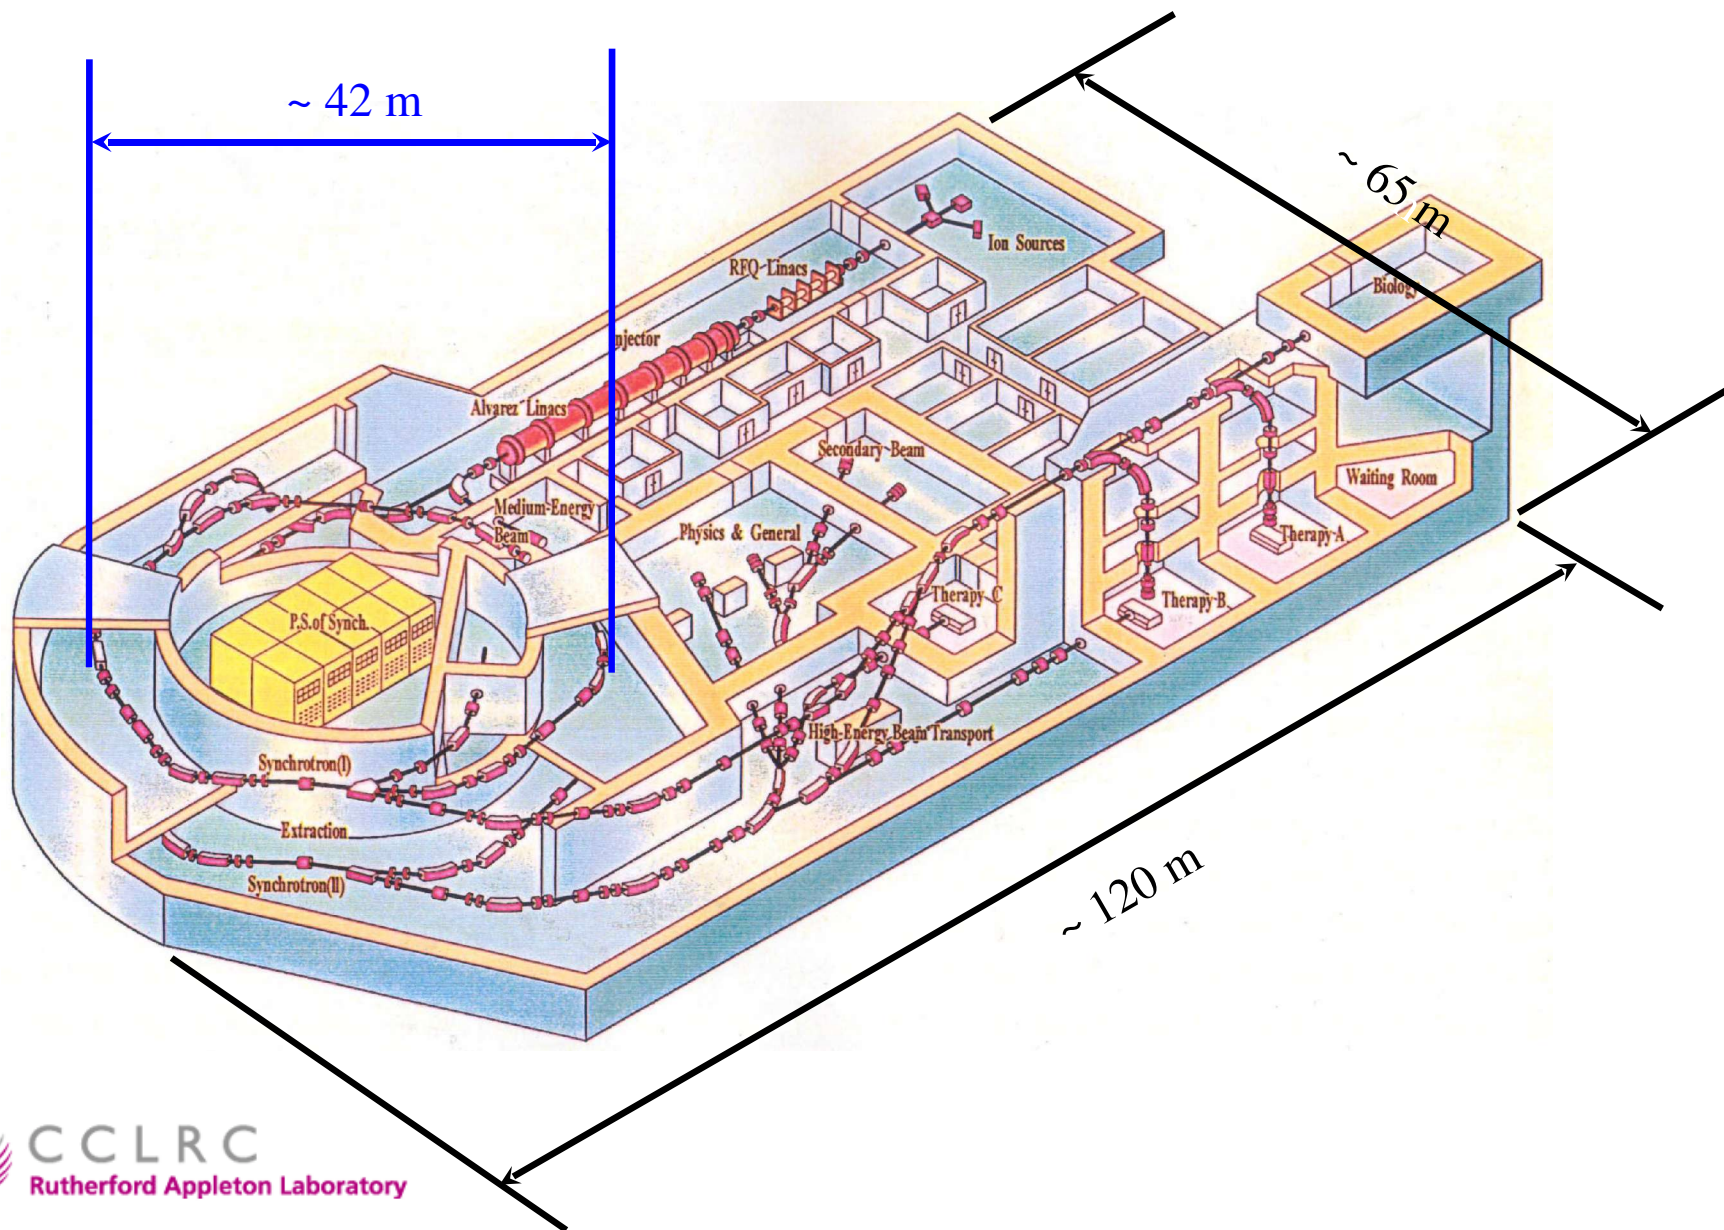 ~ 42 m
~ 65 m
Ion Sources
RFQ-Linacs
Biology
njector
Alvarez Linacs
Secondary Beam
Waiting Room
Medium-Energy
Beam
Physics & General
Therapy-A
Therapy C
Therapy-B
P.S.of Synch.
High-Energy Beam Transport
Synchrotron(I)
Extraction
Synchrotron(II)
~ 120 m
CCLRC
Rutherford Appleton Laboratory